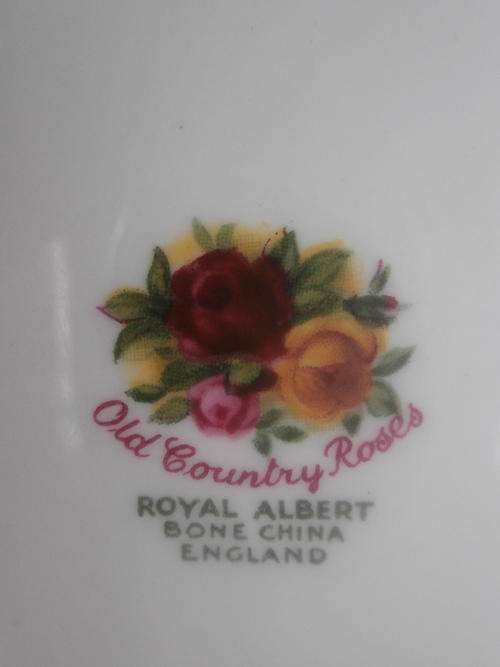 Old Country Roses
ROYAL ALBERT
BONE CHINA
ENGLAND